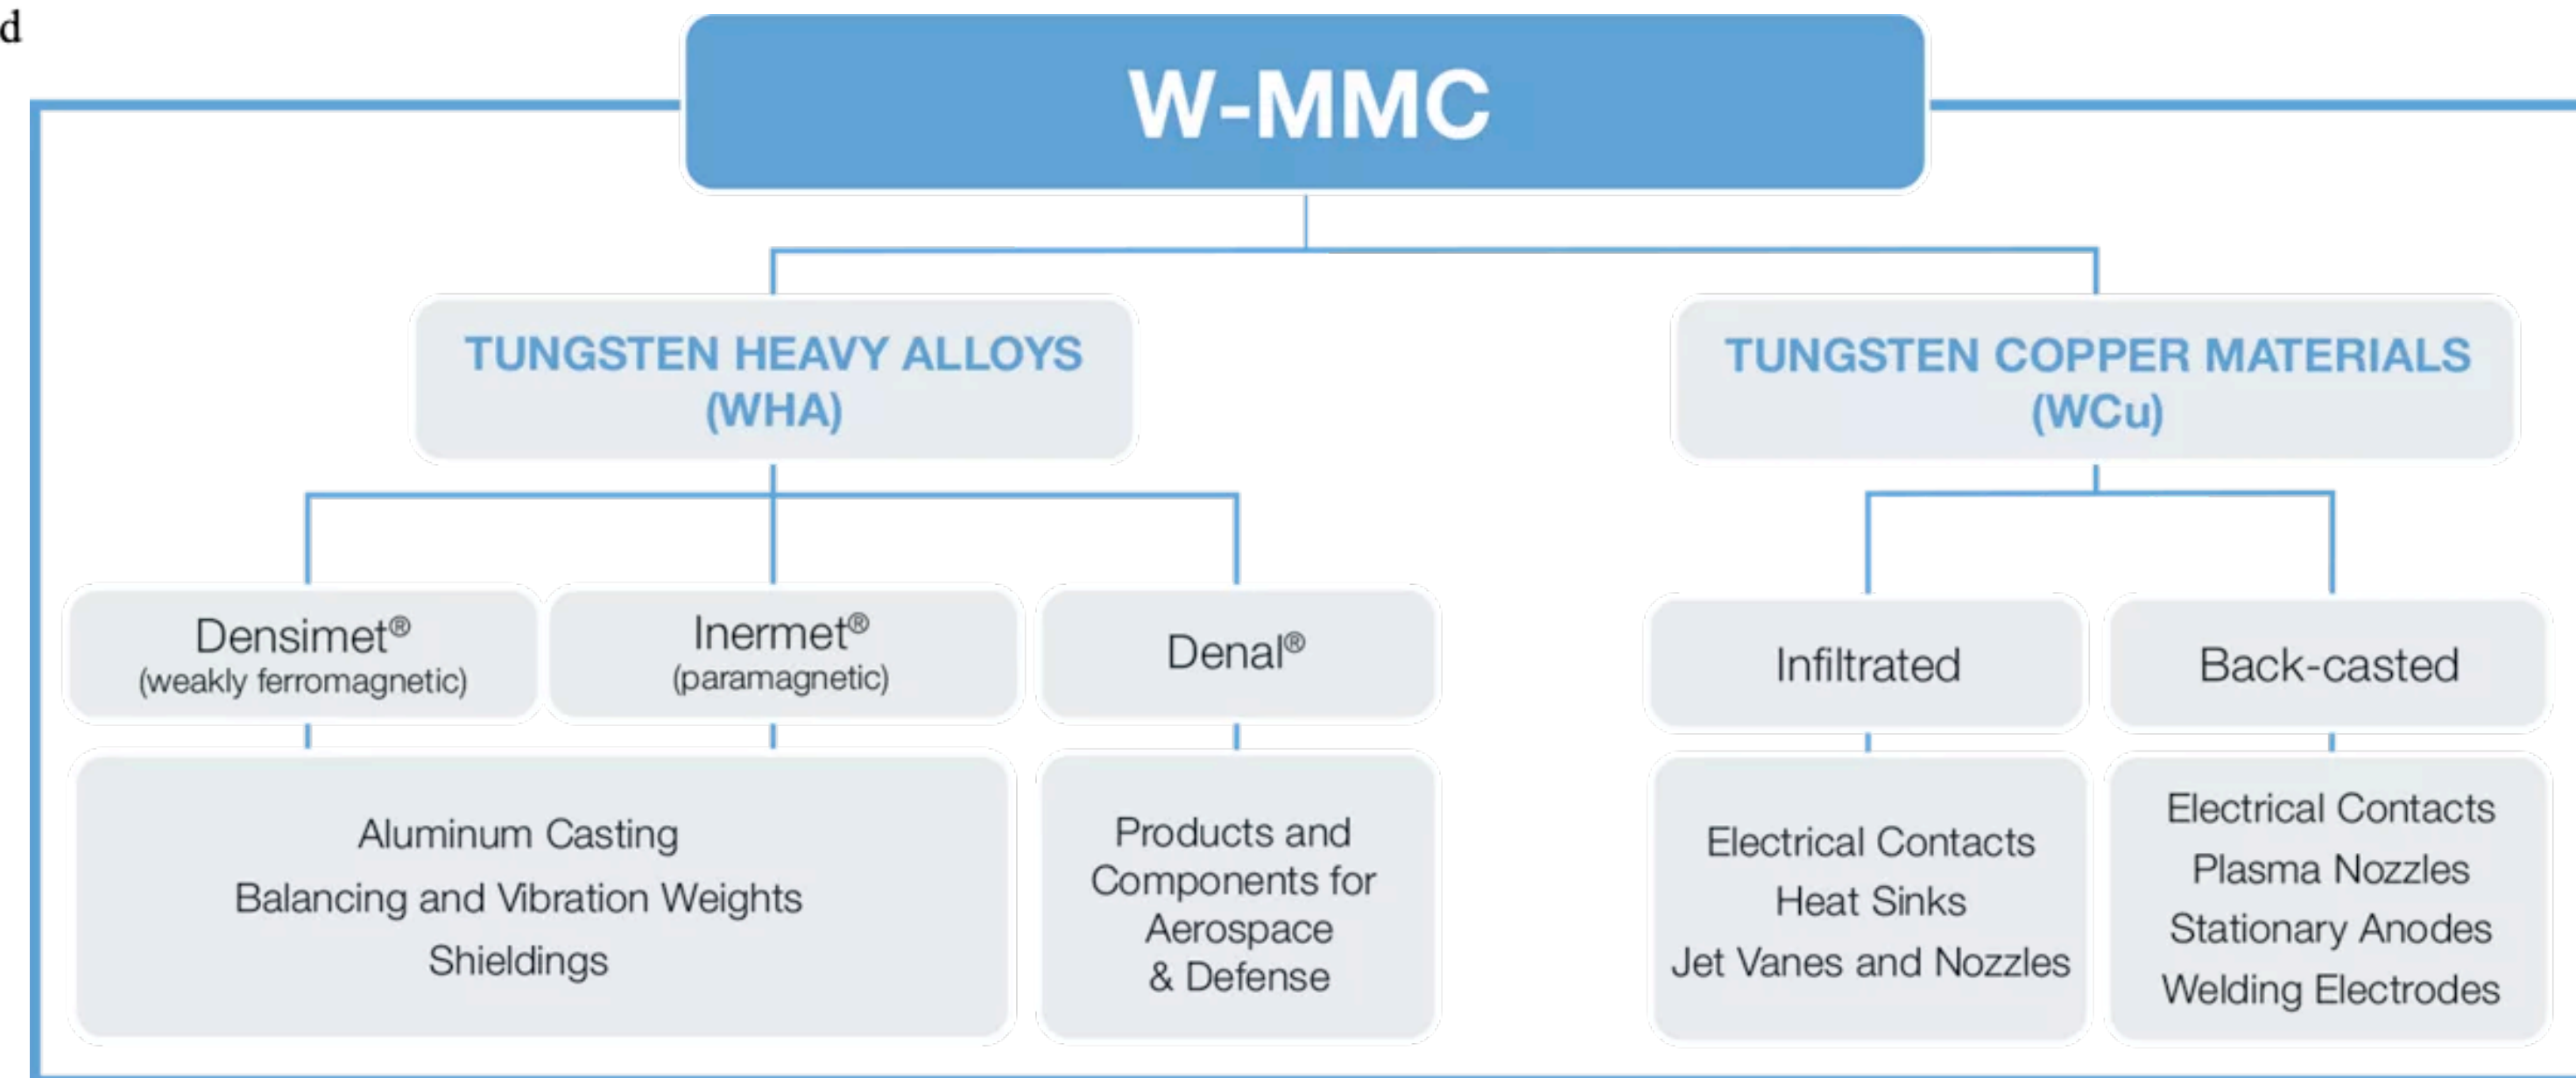 d
W-MMC
TUNGSTEN HEAVY ALLOYS
(WHA)
TUNGSTEN COPPER MATERIALS
(WCu)
Densimet®
(weakly ferromagnetic)
Inermet®
(paramagnetic)
Denal®
Infiltrated
Back-casted
Aluminum Casting
Balancing and Vibration Weights
Shieldings
Products and
Components for
Aerospace
& Defense
Electrical Contacts
Heat Sinks
Jet Vanes and Nozzles
Electrical Contacts
Plasma Nozzles
Stationary Anodes
Welding Electrodes